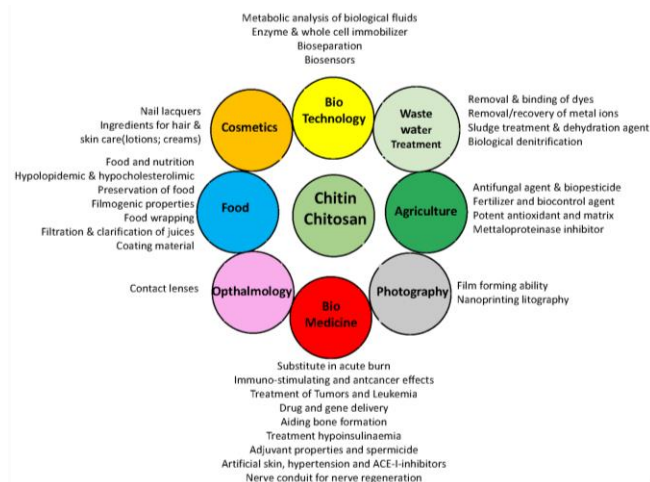 Metabolic analysis of biological fluids
Enzyme & whole cell immobilizer
Bioseparation
Biosensors
Bio
Technology
Nail lacquers
Ingredients for hair &
skin care(lotions; creams)
Cosmetics
Waste
water
Treatment
Removal & binding of dyes
Removal/recovery of metal ions
Sludge treatment & dehydration agent
Biological denitrification
Food and nutrition
Hypolopidemic & hypocholesterolimic
Preservation of food
Filmogenic properties
Food wrapping
Filtration & clarification of juices
Coating material
Food
Chitin
Chitosan
Agriculture
Antifungal agent & biopesticide
Fertilizer and biocontrol agent
Potent antioxidant and matrix
Mettaloproteinase inhibitor
Contact lenses
Opthalmology
Photography
Film forming ability
Nanoprinting litography
Bio
Medicine
Substitute in acute burn
Immuno-stimulating and antcancer effects
Treatment of Tumors and Leukemia
Drug and gene delivery
Aiding bone formation
Treatment hypoinsulinaemia
Adjuvant properties and spermicide
Artificial skin, hypertension and ACE-I-inhibitors
Nerve conduit for nerve regeneration